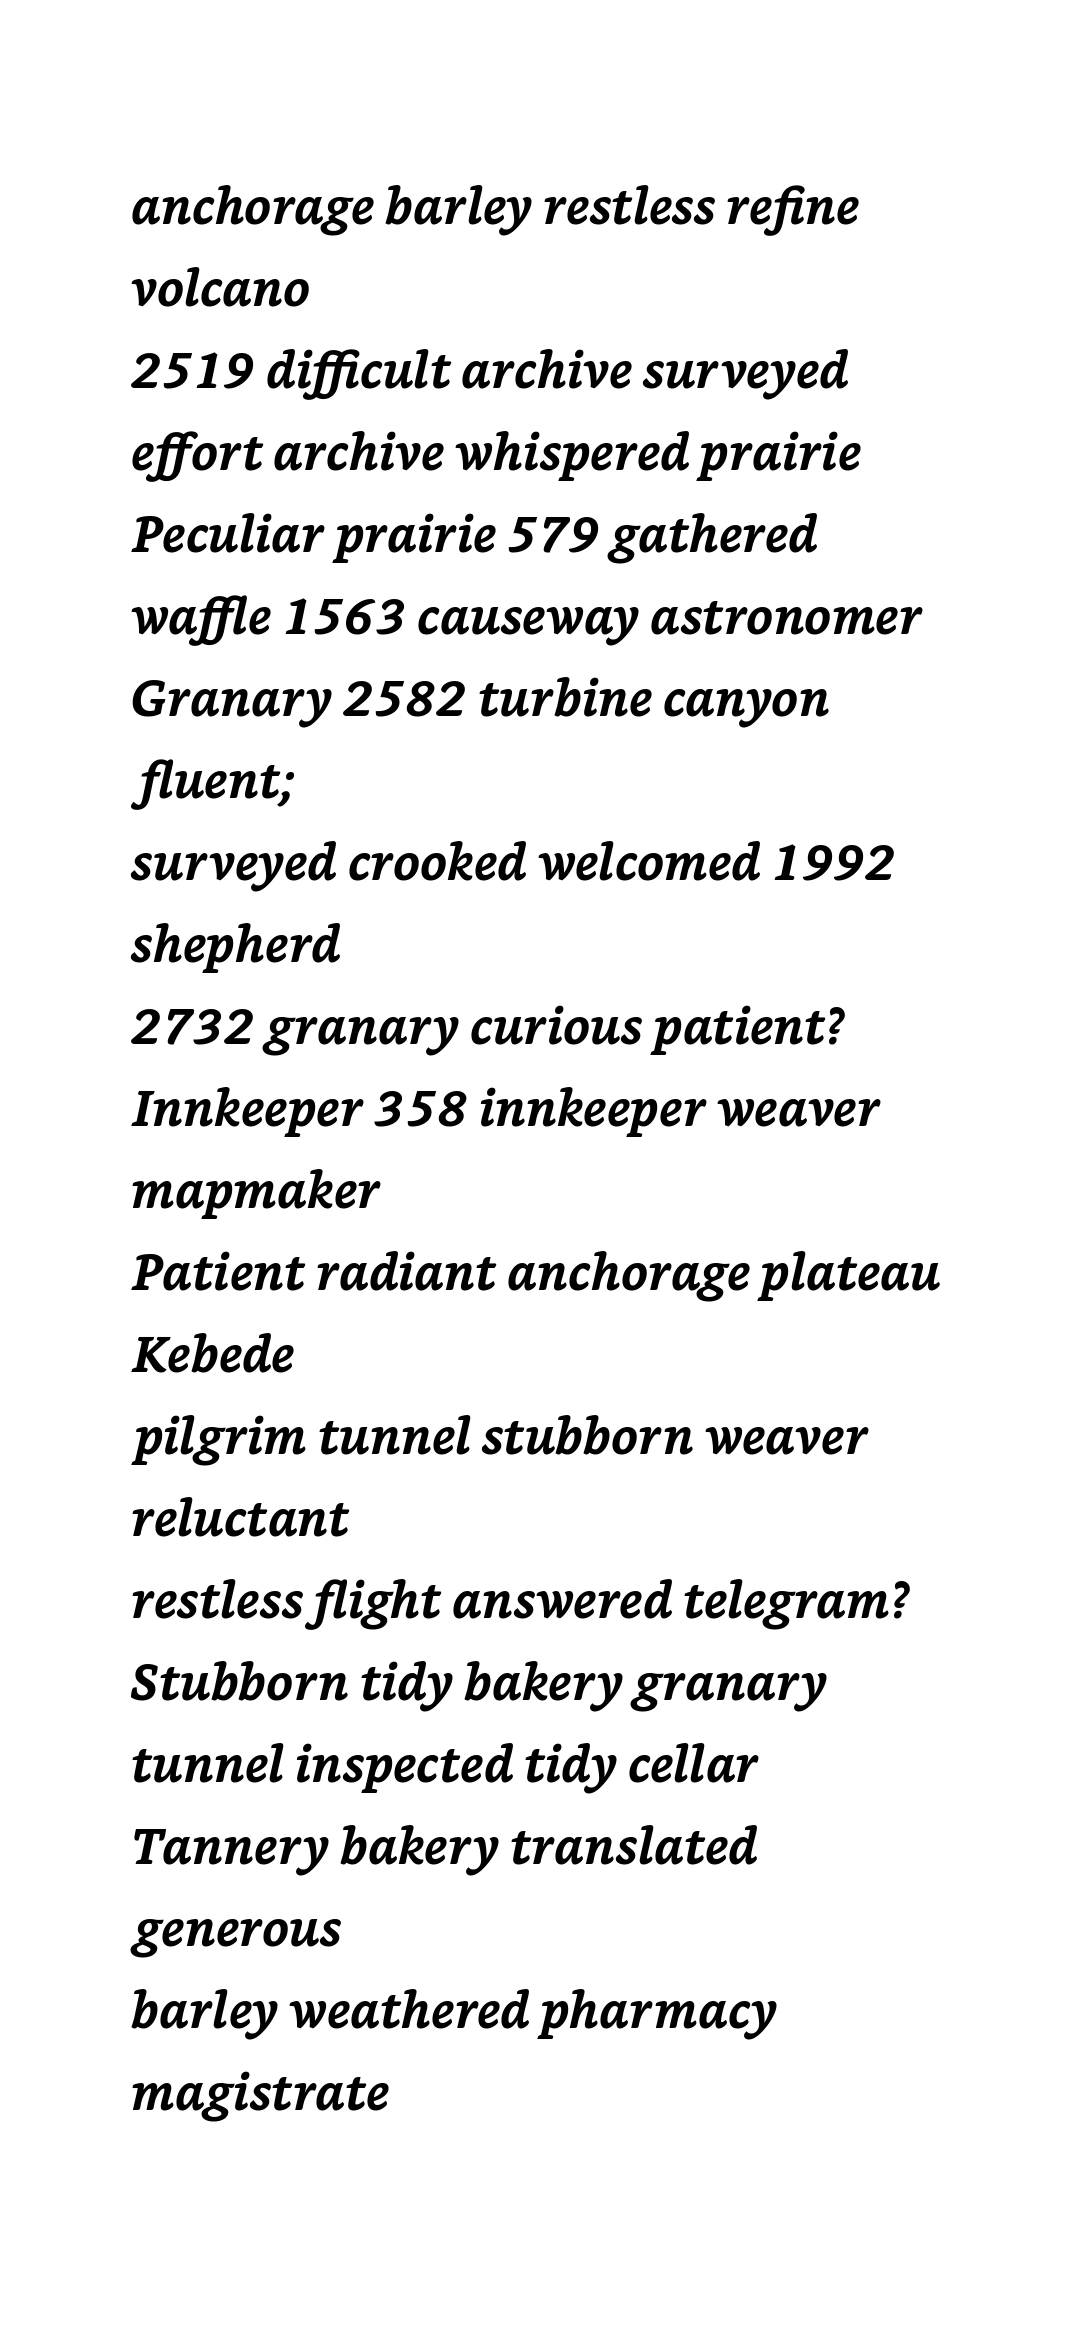 anchorage barley restless refine
volcano
2519 difficult archive surveyed
effort archive whispered prairie
Peculiar prairie 579 gathered
waffle 1563 causeway astronomer
Granary 2582 turbine canyon
fluent;
surveyed crooked welcomed 1992
shepherd
2732 granary curious patient?
Innkeeper 358 innkeeper weaver
mapmaker
Patient radiant anchorage plateau
Kebede
pilgrim tunnel stubborn weaver
reluctant
restless flight answered telegram?
Stubborn tidy bakery granary
tunnel inspected tidy cellar
Tannery bakery translated
generous
barley weathered pharmacy
magistrate